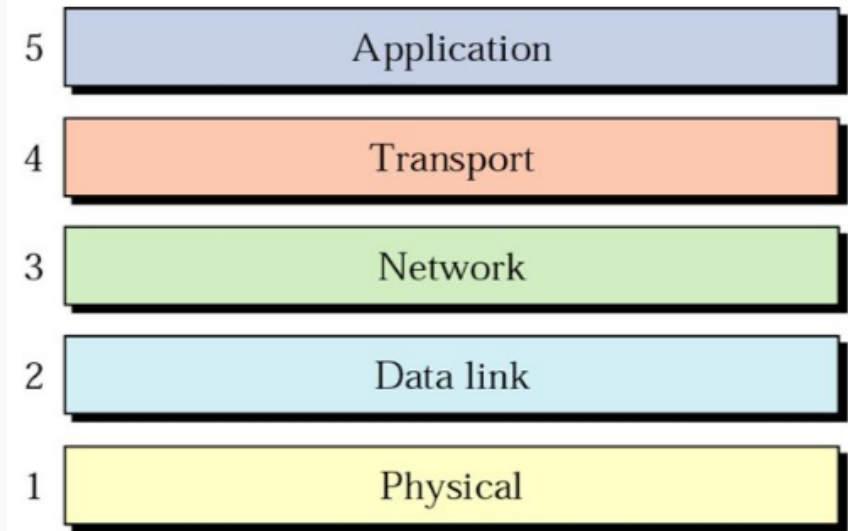 5 Application
4 Transport
3 Network
2 Data link
1 Physical